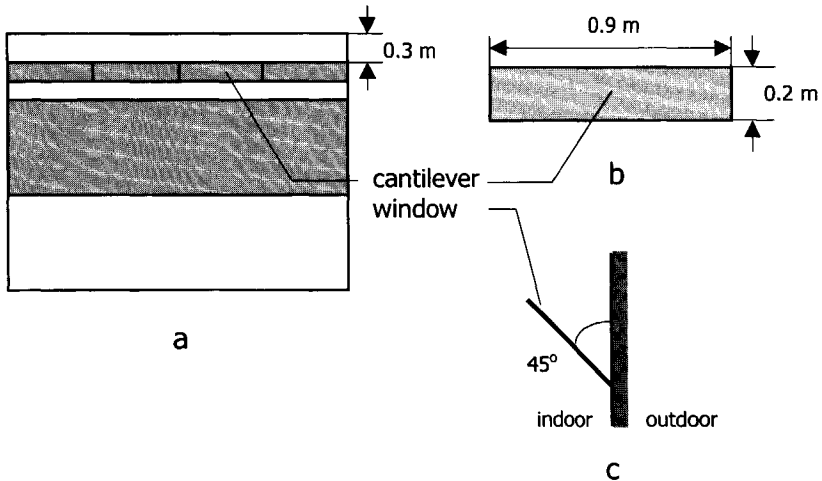 0.3 m
0.9 m
0.2 m
cantilever
window
a
b
45°
indoor
outdoor
c